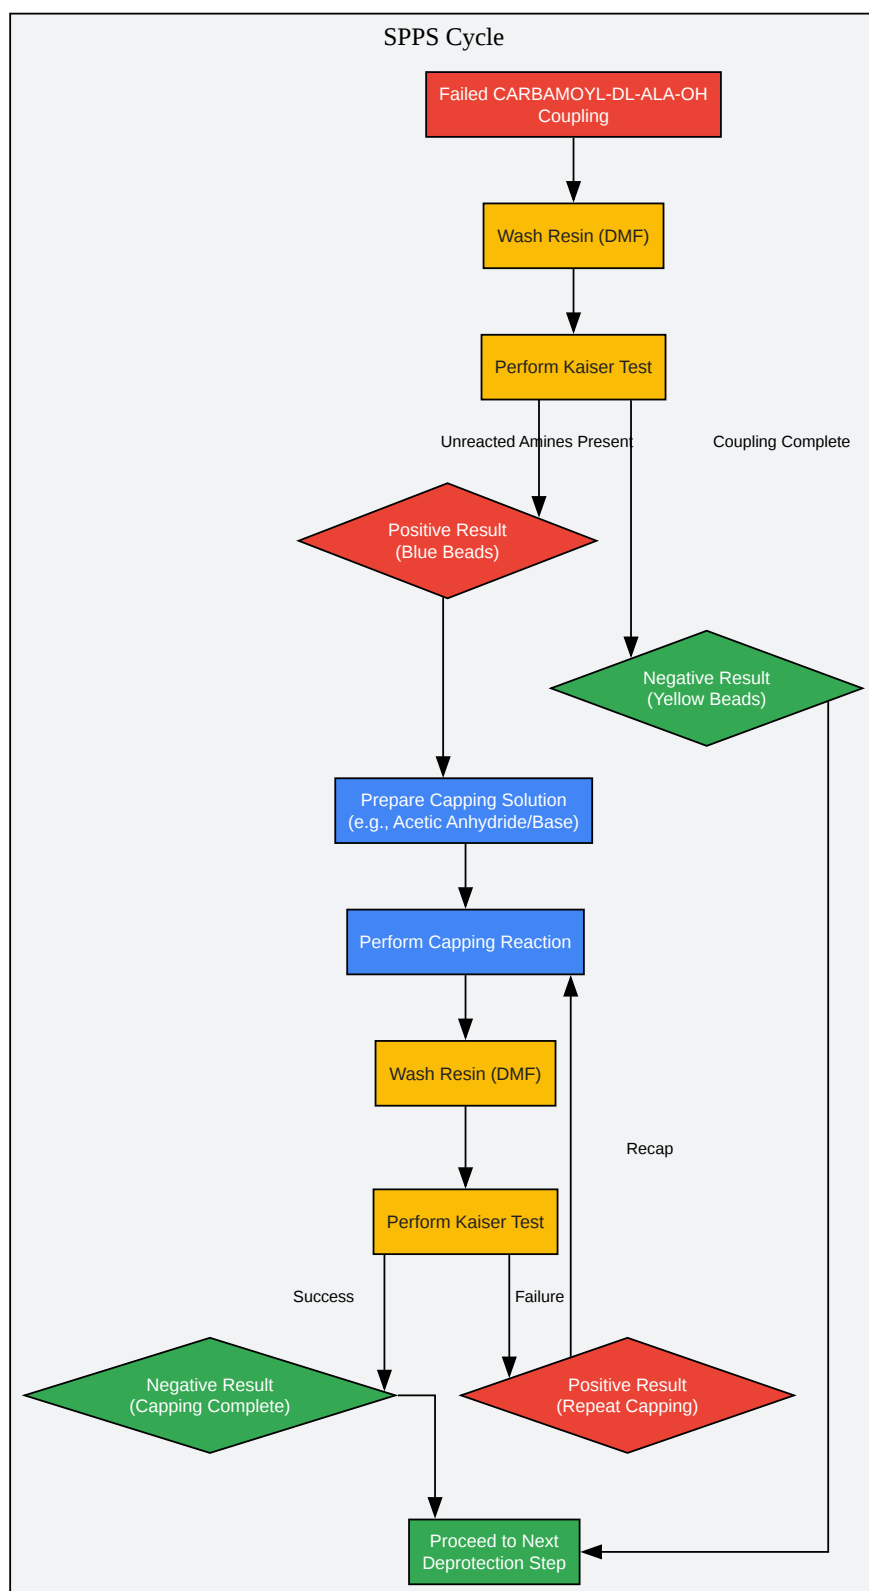 SPPS Cycle
Failed CARBAMOYL-DL-ALA-OH
Coupling
Wash Resin (DMF)
Perform Kaiser Test
Unreacted Amines Present
Coupling Complete
Positive Result
(Blue Beads)
Negative Result
(Yellow Beads)
Prepare Capping Solution
(e.g., Acetic Anhydride/Base)
Perform Capping Reaction
Wash Resin (DMF)
Recap
Perform Kaiser Test
Success
Failure
Negative Result
(Capping Complete)
Positive Result
(Repeat Capping)
Proceed to Next
Deprotection Step